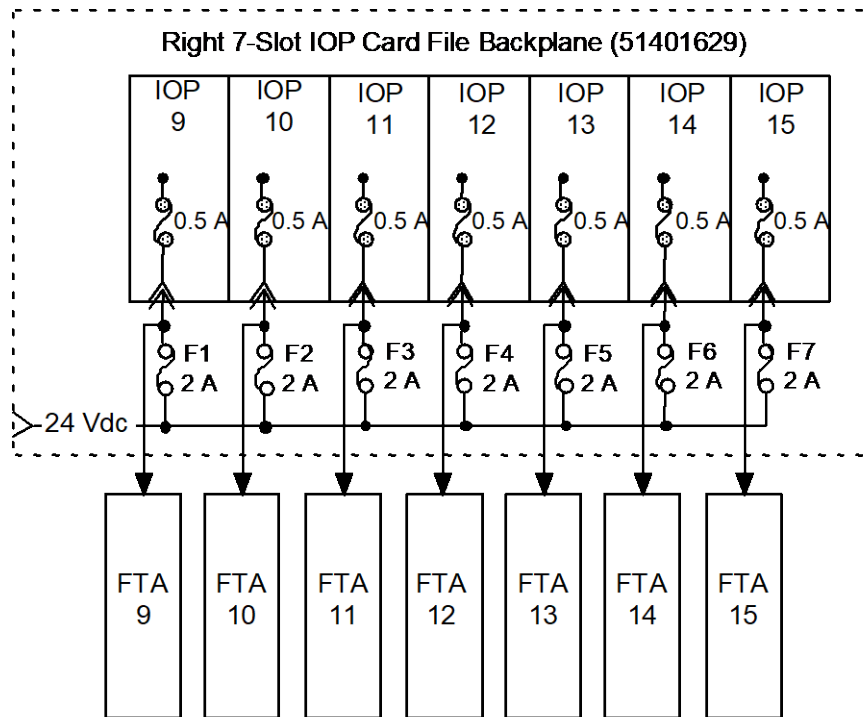 Right 7-Slot IOP Card File Backplane (51401629)
IOP IOP IOP IOP IOP IOP IOP
9 10 11 12 13 14 15
0.5 A 0.5 A 0.5 A 0.5 A 0.5 A 0.5 A 0.5 A
F1 F2 F3 F4 F5 F6 F7
2 A 2 A 2 A 2 A 2 A 2 A 2 A
24 Vdc
FTA FTA FTA FTA FTA FTA FTA
9 10 11 12 13 14 15